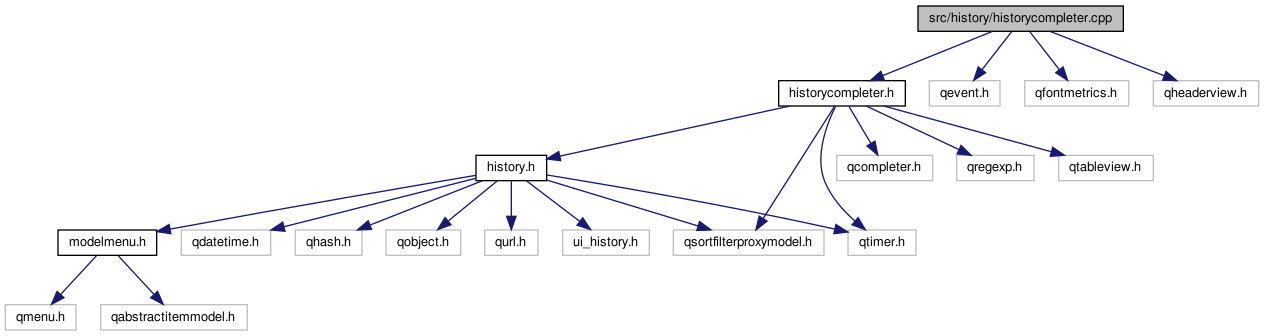 src/history/historycompleter.cpp
historycompleter.h
qevent.h
qfontmetrics.h
qheaderview.h
history.h
qcompleter.h
qregexp.h
qtableview.h
modelmenu.h
qdatetime.h
qhash.h
qobject.h
qurl.h
ui_history.h
qsortfilterproxymodel.h
qtimer.h
qmenu.h
qabstractitemmodel.h